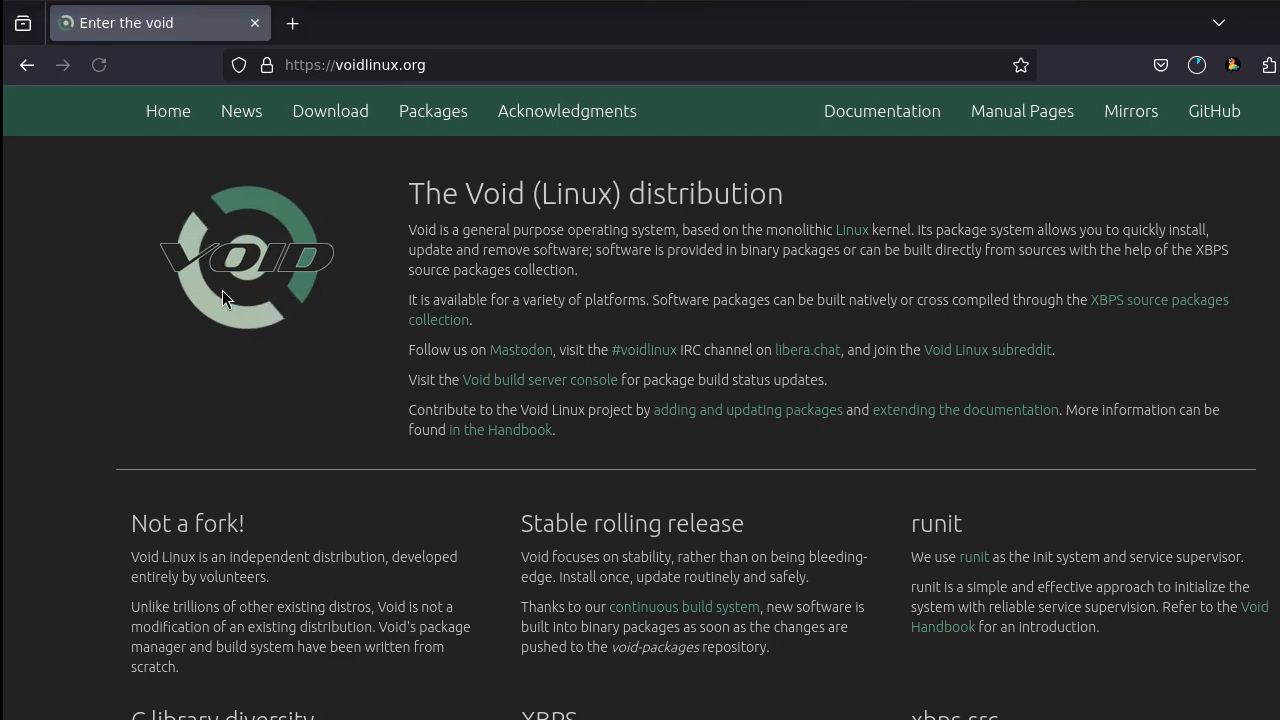 Enter the void
https://voidlinux.org
Home News Download Packages Acknowledgments Documentation Manual Pages Mirrors GitHub
VOID
The Void (Linux) distribution
Void is a general purpose operating system, based on the monolithic Linux kernel. Its package system allows you to quickly install,
update and remove software; software is provided in binary packages or can be built directly from sources with the help of the XBPS
source packages collection.
It is available for a variety of platforms. Software packages can be built natively or cross compiled through the XBPS source packages
collection.
Follow us on Mastodon, visit the #voidlinux IRC channel on libera.chat, and join the Void Linux subreddit.
Visit the Void build server console for package build status updates.
Contribute to the Void Linux project by adding and updating packages and extending the documentation. More information can be
found in the Handbook.
Not a fork!
Void Linux is an independent distribution, developed
entirely by volunteers.
Unlike trillions of other existing distros, Void is not a
modification of an existing distribution. Void's package
manager and build system have been written from
scratch.
Stable rolling release
Void focuses on stability, rather than on being bleeding-
edge. Install once, update routinely and safely.
Thanks to our continuous build system, new software is
built into binary packages as soon as the changes are
pushed to the void-packages repository.
runit
We use runit as the init system and service supervisor.
runit is a simple and effective approach to initialize the
system with reliable service supervision. Refer to the Void
Handbook for an introduction.
C library diversity
XBPS
xbps-src